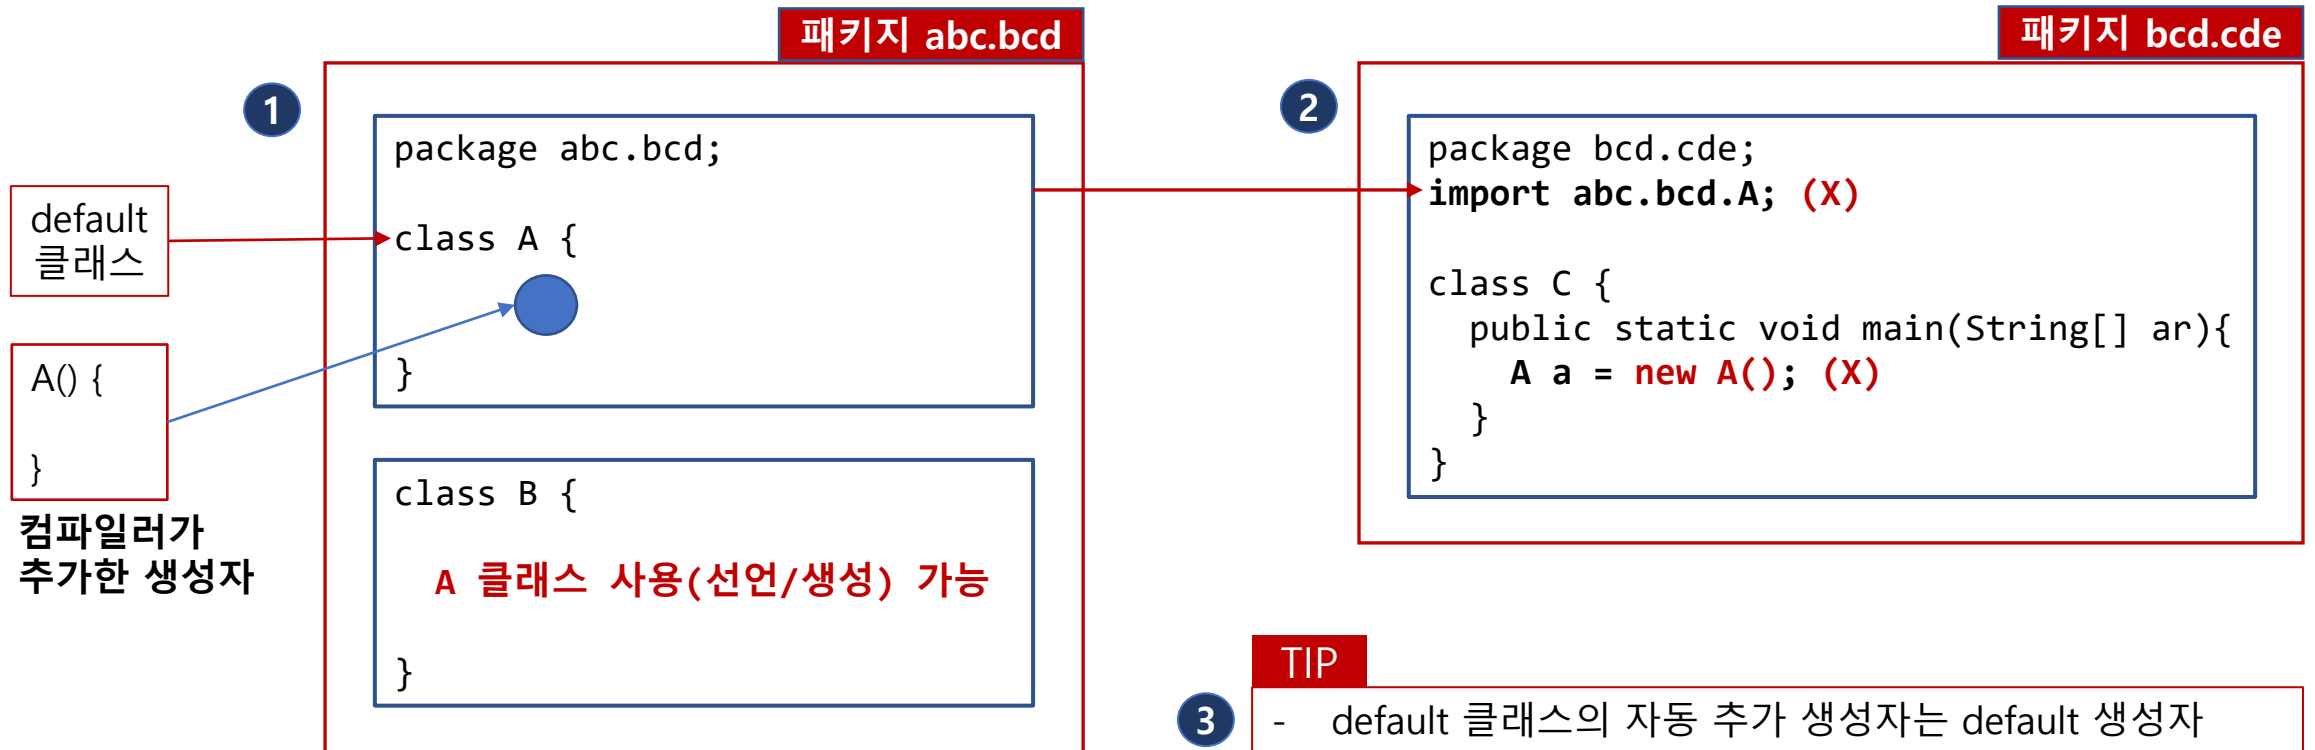 패키지 abc.bcd
1
package abc.bcd;
class A {
}
default
클래스
A() {
}
컴파일러가
추가한 생성자
class B {
A 클래스 사용(선언/생성) 가능
}
패키지 bcd.cde
2
package bcd.cde;
import abc.bcd.A; (X)
class C {
public static void main(String[] ar){
A a = new A(); (X)
}
}
TIP
3
- default 클래스의 자동 추가 생성자는 default 생성자